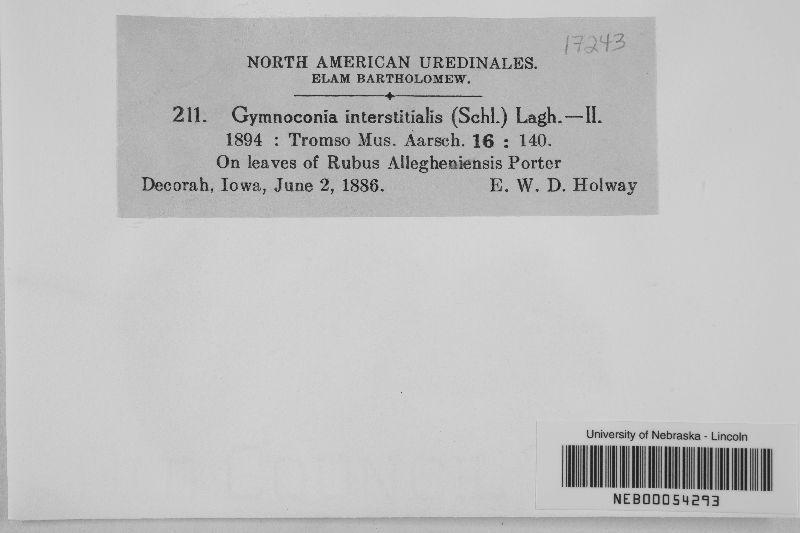 17243
NORTH AMERICAN UREDINALES.
ELAM BARTHOLOMEW.
211. Gymnoconia interstitialis (Schl.) Lagh.—II.
1894 : Tromso Mus. Aarsch. 16 : 140.
On leaves of Rubus Allegheniensis Porter
Decorah, Iowa, June 2, 1886. E. W. D. Holway
University of Nebraska - Lincoln
NEB00054293